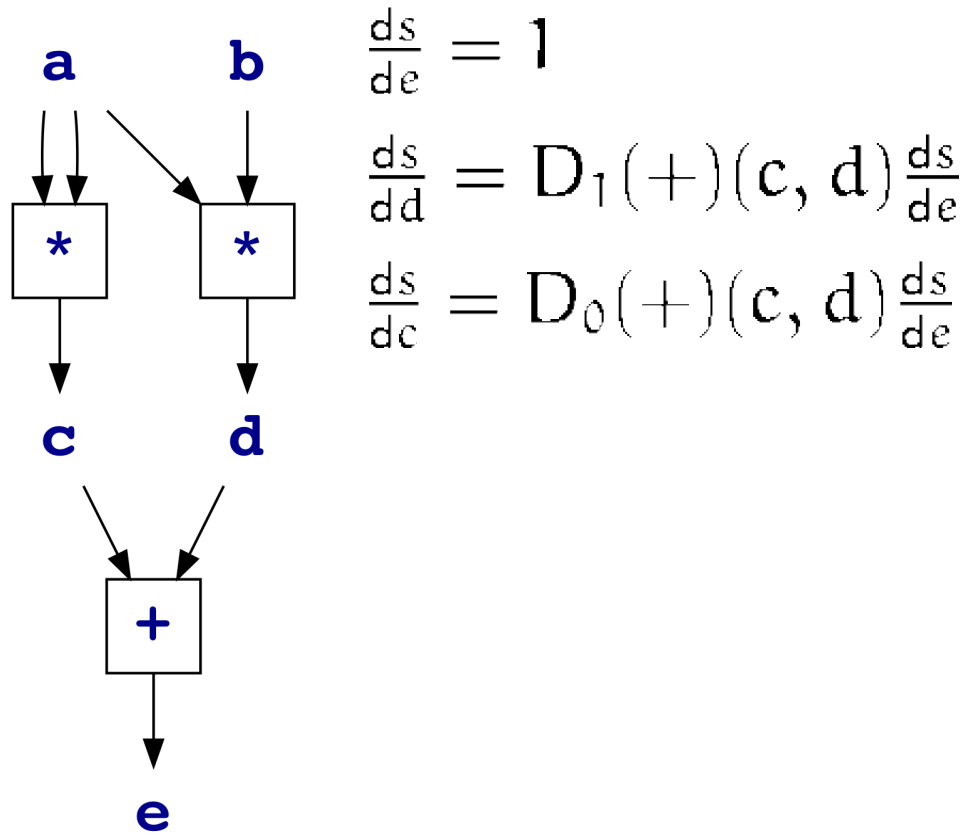 a b
ds/de = 1
ds/dd = D₁(+)(c, d) ds/de
* *
ds/dc = D₀(+)(c, d) ds/de
c d
+
e